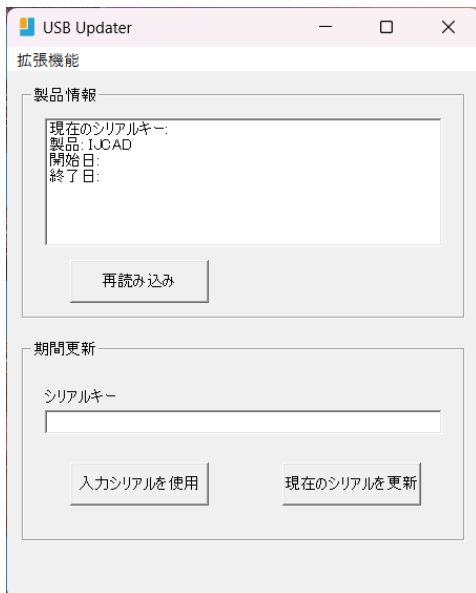 USB Updater
拡張機能
製品情報
現在のシリアルキー:
製品: IJCAD
開始日:
終了日:
再読み込み
期間更新
シリアルキー
入力シリアルを使用
現在のシリアルを更新